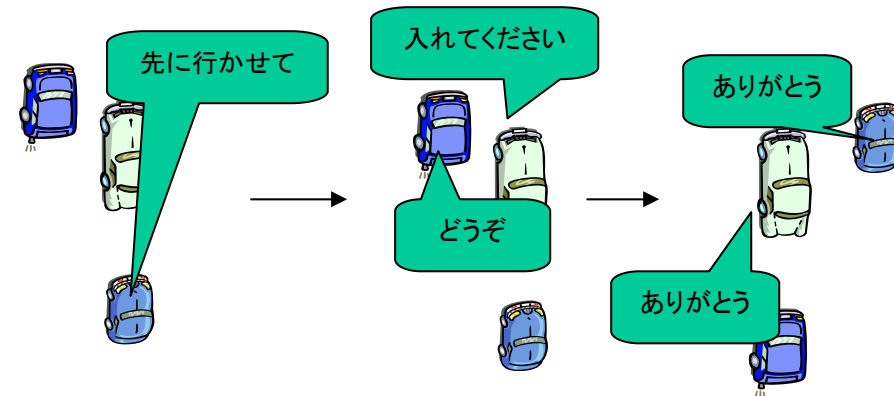 先に行かせて
入れてください
どうぞ
ありがとう
ありがとう